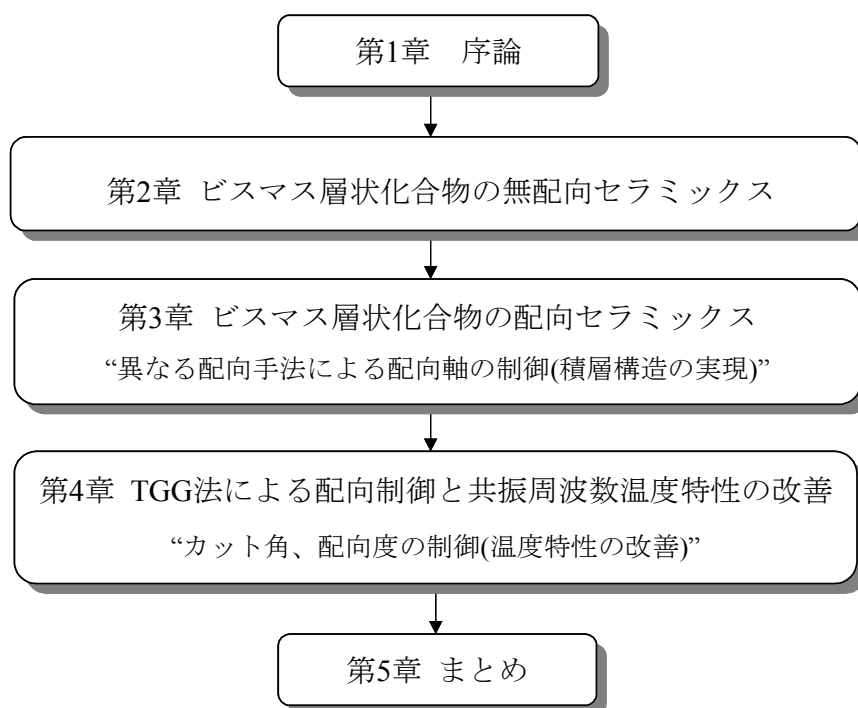 第1章　序論
第2章 ビスマス層状化合物の無配向セラミックス
第3章 ビスマス層状化合物の配向セラミックス
“異なる配向手法による配向軸の制御(積層構造の実現)”
第4章 TGG法による配向制御と共振周波数温度特性の改善
“カット角、配向度の制御(温度特性の改善)”
第5章 まとめ